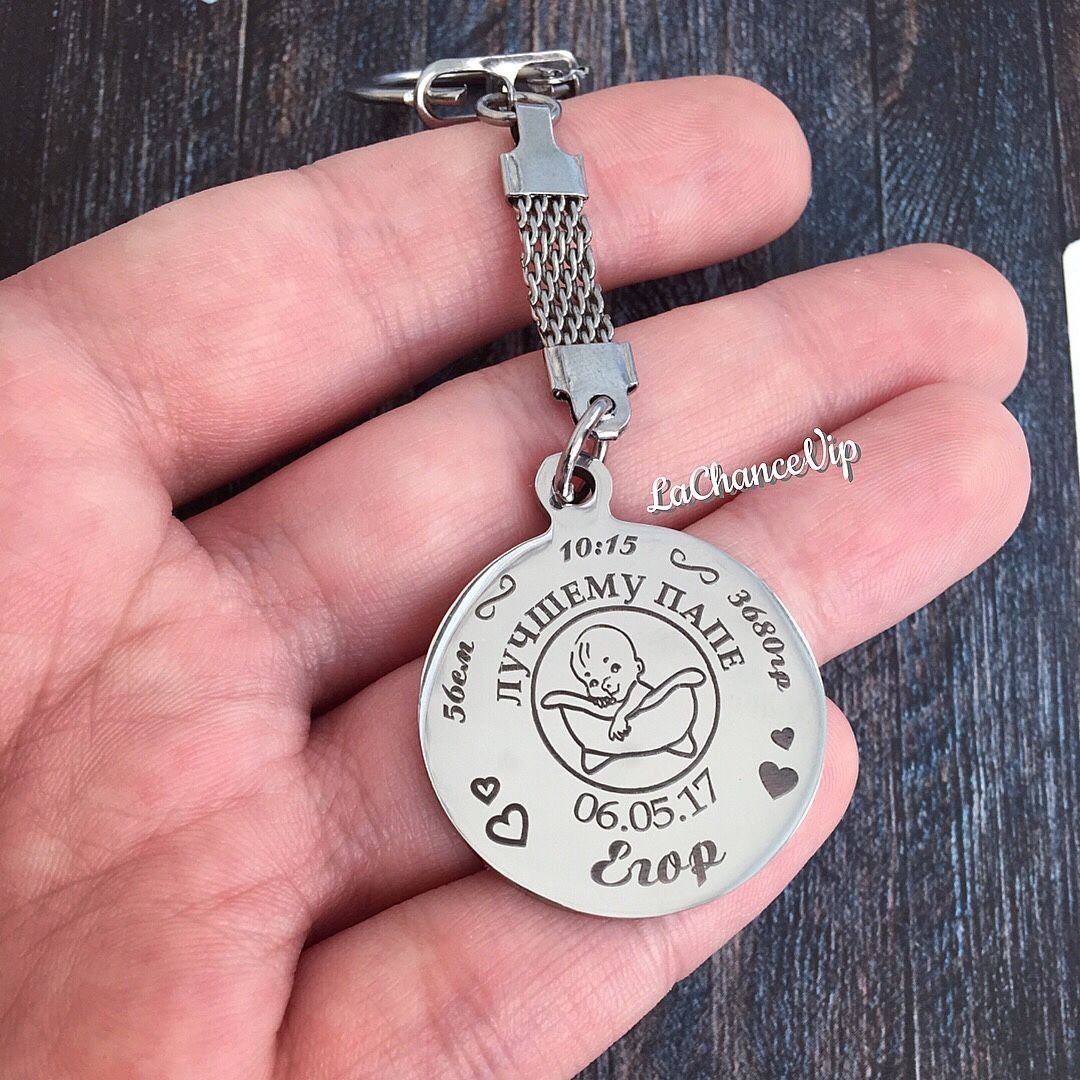 LaChanceVip
10:15
56см
3680гр
ЛУЧШЕМУ ПАПЕ
06.05.17
Егор